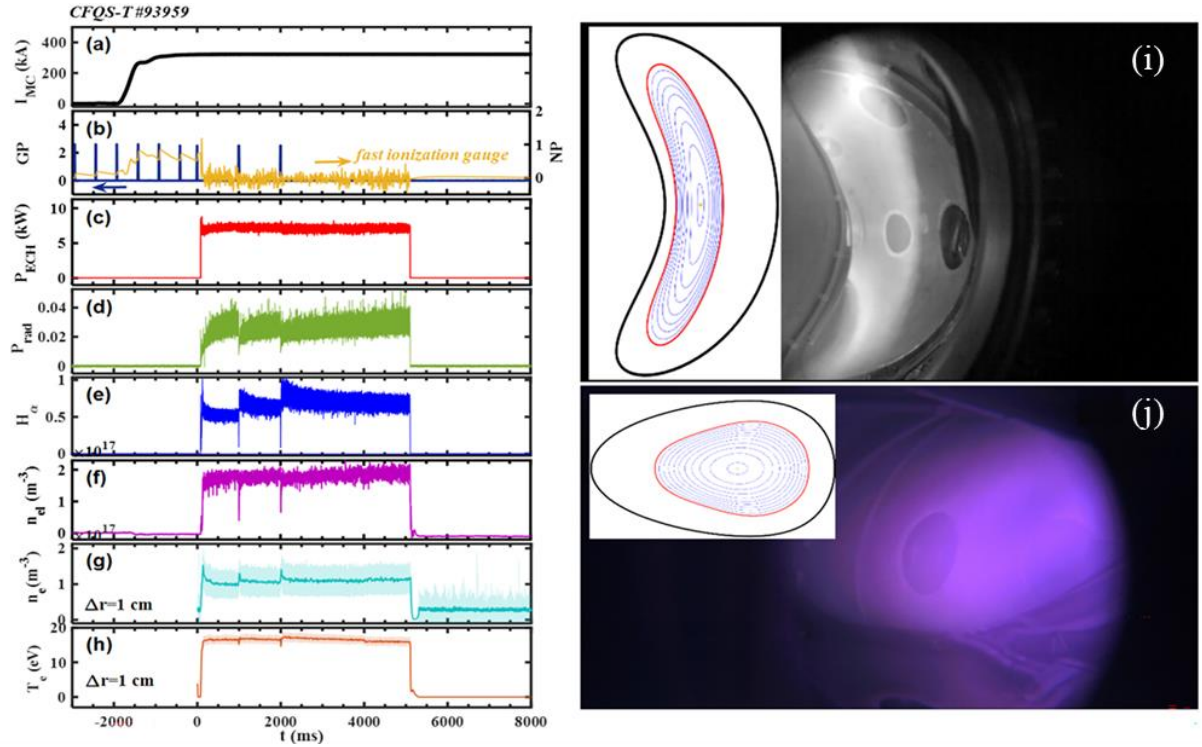 CFQS-T #93959
(a)
I_MC (kA)
400
200
0
(b)
GP
4
2
0
fast ionization gauge
2
1
0
NP
(c)
P_ECH (kW)
10
5
0
(d)
P_rad
0.04
0.02
0
(e)
H_α
1
0.5
0
×10^17
(f)
n_el (m^-3)
2
1
0
×10^17
(g)
n_e(m^-3)
2
1
0
Δr=1 cm
(h)
T_e (eV)
20
10
0
Δr=1 cm
-2000 0 2000 4000 6000 8000
t (ms)
(i)
(j)